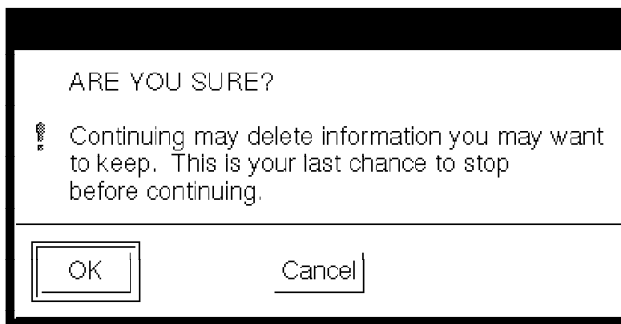 ARE YOU SURE?
Continuing may delete information you may want
to keep. This is your last chance to stop
before continuing.
OK
Cancel